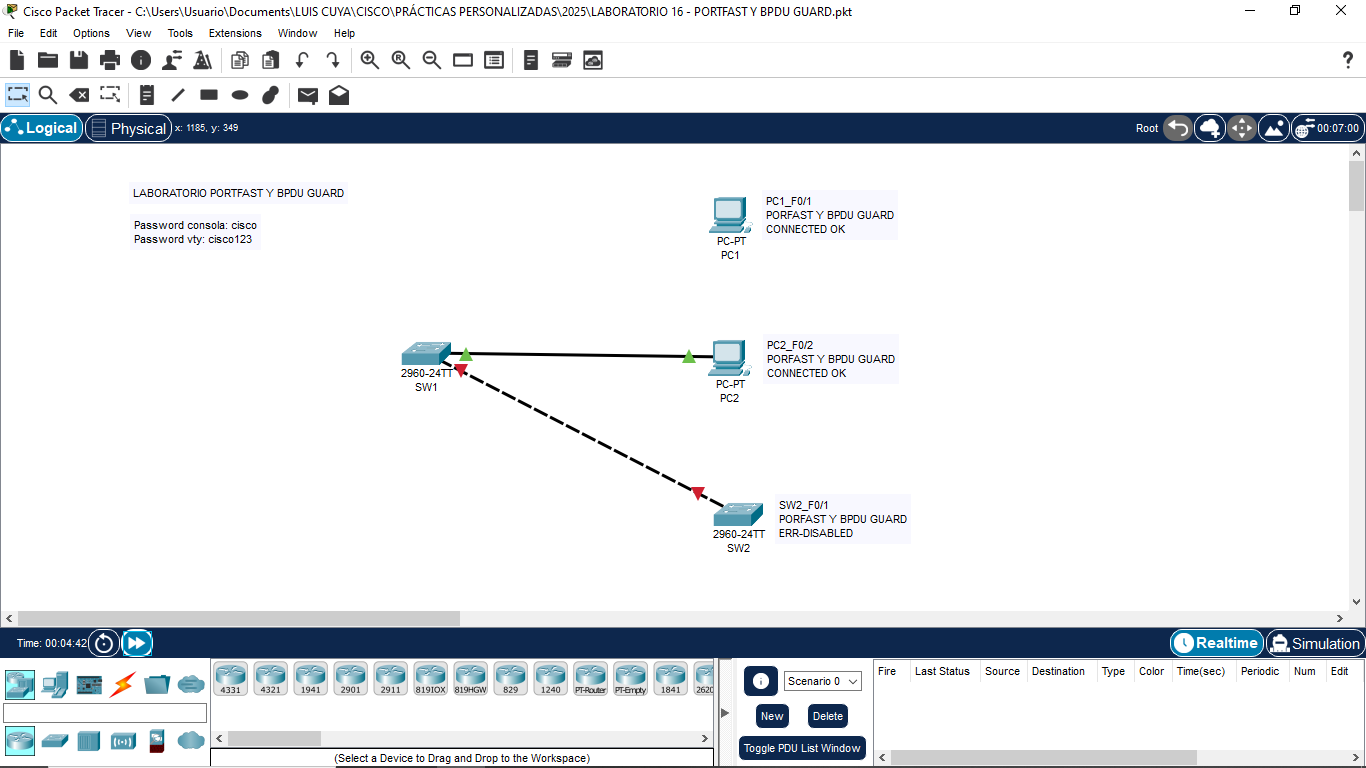 Cisco Packet Tracer - C:\Users\Usuario\Documents\LUIS CUYA\CISCO\PRÁCTICAS PERSONALIZADAS\2025\LABORATORIO 16 - PORTFAST Y BPDU GUARD.pkt
File Edit Options View Tools Extensions Window Help
Logical Physical x: 1185, y: 349 Root 00:07:00
LABORATORIO PORTFAST Y BPDU GUARD
Password consola: cisco
Password vty: cisco123
PC1_F0/1
PORFAST Y BPDU GUARD
CONNECTED OK
PC-PT
PC1
PC2_F0/2
PORFAST Y BPDU GUARD
CONNECTED OK
PC-PT
PC2
2960-24TT
SW1
SW2_F0/1
PORFAST Y BPDU GUARD
ERR-DISABLED
2960-24TT
SW2
Time: 00:04:42 Realtime Simulation
4331 4321 1941 2901 2911 819IOX 819HGW 829 1240 PT-Router PT-Empty 1841 2620
(Select a Device to Drag and Drop to the Workspace)
Scenario 0
New Delete
Toggle PDU List Window
Fire Last Status Source Destination Type Color Time(sec) Periodic Num Edit